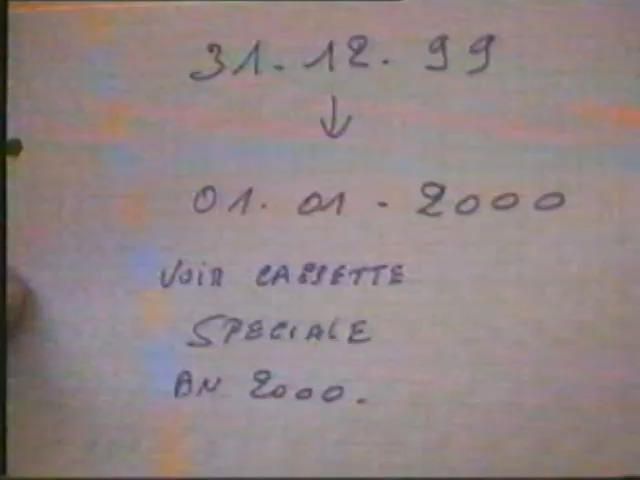 31.12.99
↓
01.01.2000
VOIR CASSETTE
SPECIALE
AN 2000.